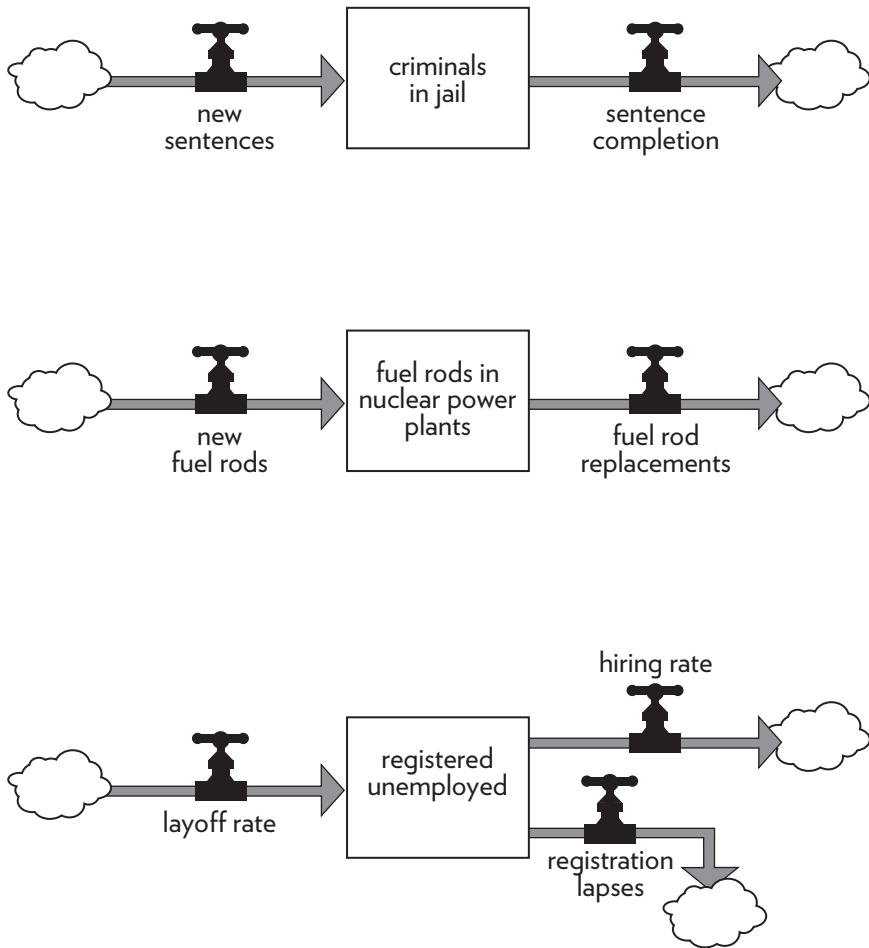 criminals
in jail
new
sentences
sentence
completion
fuel rods in
nuclear power
plants
new
fuel rods
fuel rod
replacements
hiring rate
registered
unemployed
layoff rate
registration
lapses